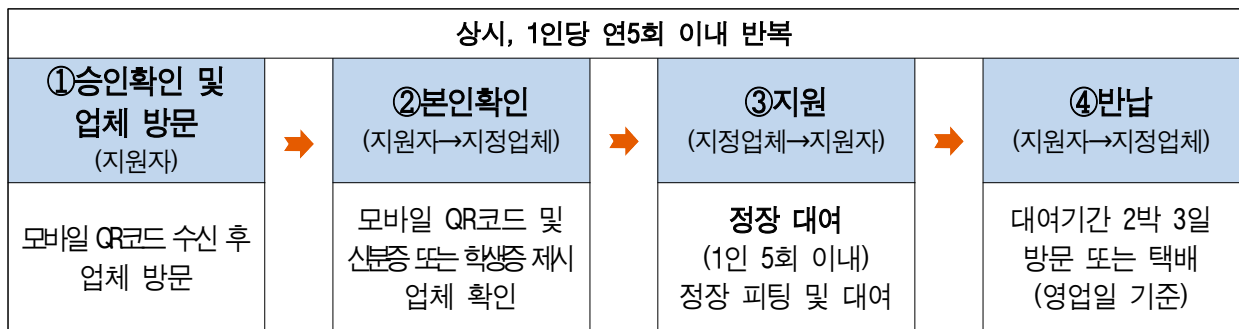 상시, 1인당 연5회 이내 반복
①승인확인 및
업체 방문
(지원자)
②본인확인
(지원자→지정업체)
③지원
(지정업체→지원자)
④반납
(지원자→지정업체)
모바일 QR코드 수신 후
업체 방문
모바일 QR코드 및
신분증 또는 학생증 제시
업체 확인
정장 대여
(1인 5회 이내)
정장 피팅 및 대여
대여기간 2박 3일
방문 또는 택배
(영업일 기준)